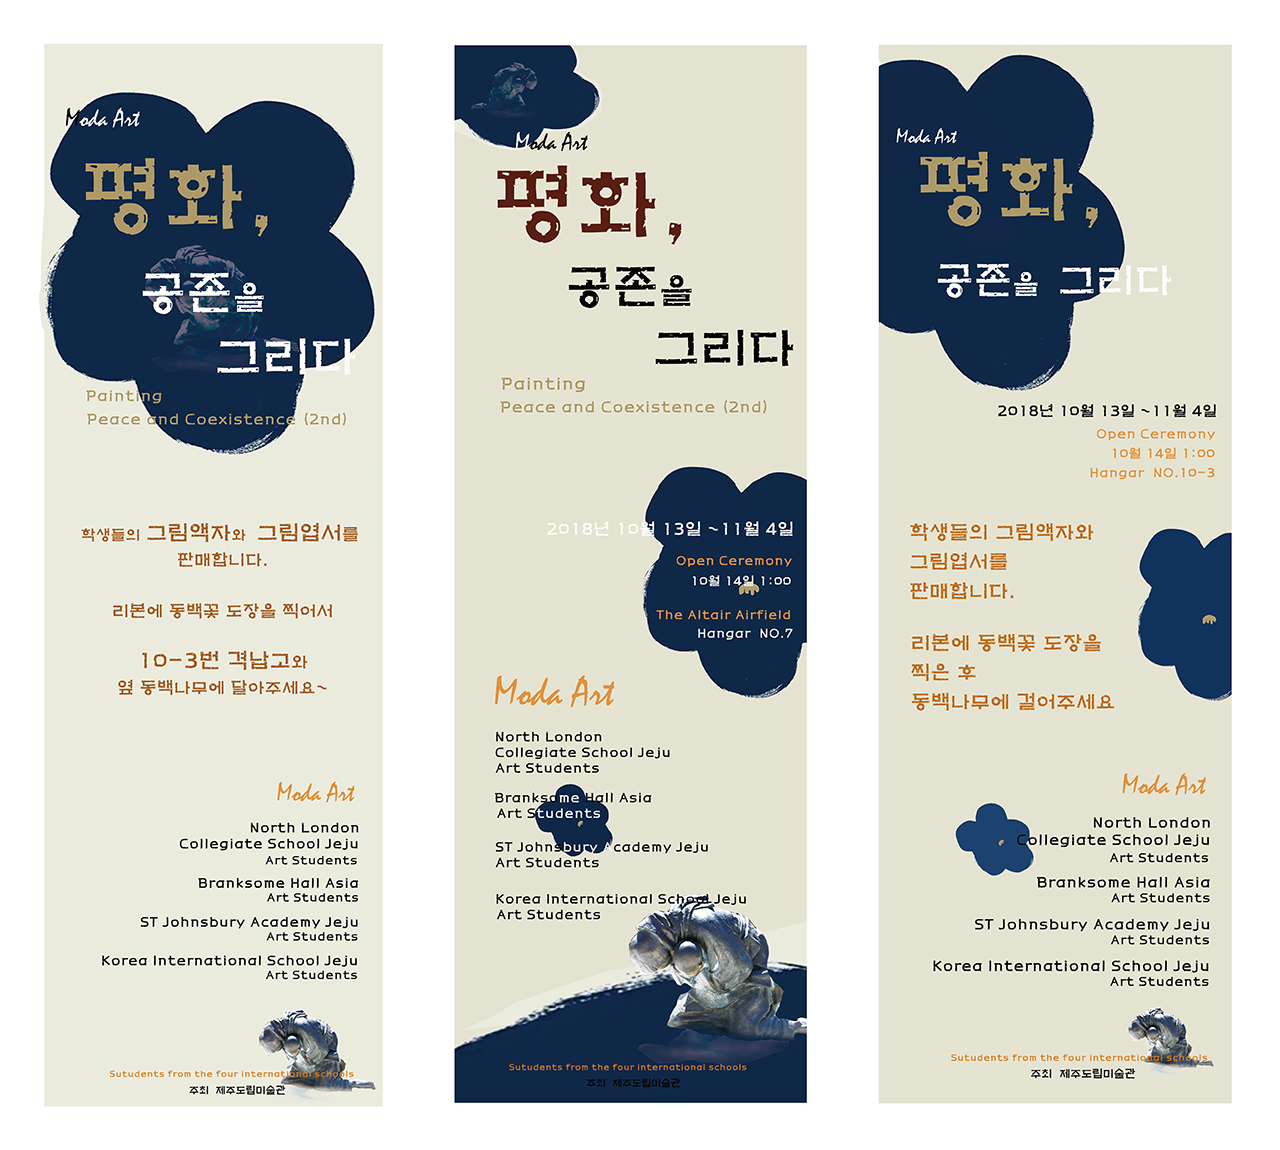 Moda Art
평화,
공존을
그리다
Painting
Peace and Coexistence (2nd)
학생들의 그림액자와 그림엽서를
판매합니다.
리본에 동백꽃 도장을 찍어서
10-3번 격납고와
옆 동백나무에 달아주세요~
Moda Art
North London
Collegiate School Jeju
Art Students
Branksome Hall Asia
Art Students
ST Johnsbury Academy Jeju
Art Students
Korea International School Jeju
Art Students
Sutudents from the four international schools
주최 제주도립미술관
Moda Art
평화,
공존을
그리다
Painting
Peace and Coexistence (2nd)
2018년 10월 13일 ~11월 4일
Open Ceremony
10월 14일 1:00
The Altair Airfield
Hangar NO.7
Moda Art
North London
Collegiate School Jeju
Art Students
Branksome Hall Asia
Art Students
ST Johnsbury Academy Jeju
Art Students
Korea International School Jeju
Art Students
Sutudents from the four international schools
주최 제주도립미술관
Moda Art
평화,
공존을 그리다
2018년 10월 13일 ~11월 4일
Open Ceremony
10월 14일 1:00
Hangar NO.10-3
학생들의 그림액자와
그림엽서를
판매합니다.
리본에 동백꽃 도장을
찍은 후
동백나무에 걸어주세요
Moda Art
North London
Collegiate School Jeju
Art Students
Branksome Hall Asia
Art Students
ST Johnsbury Academy Jeju
Art Students
Korea International School Jeju
Art Students
Sutudents from the four international schools
주최 제주도립미술관